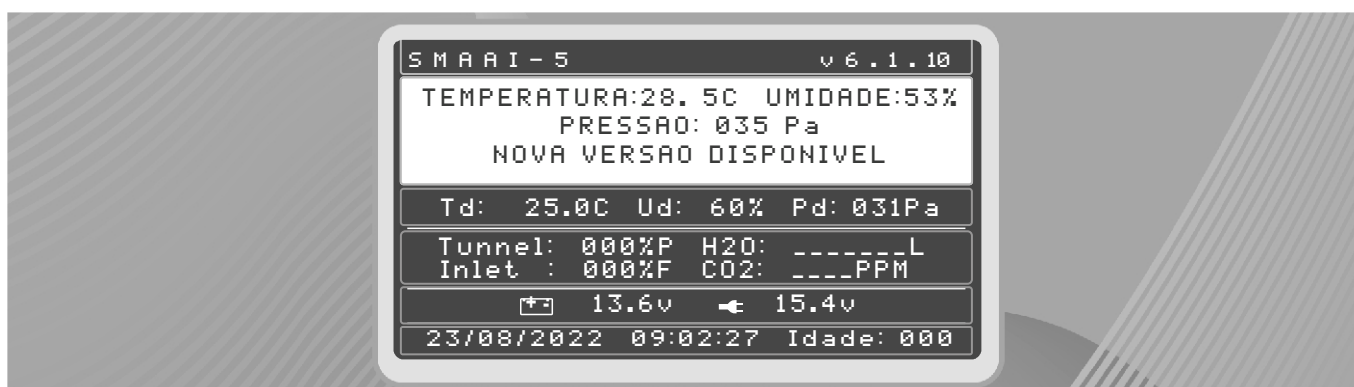 SMAAI-5 v6.1.10
TEMPERATURA:28.5C UMIDADE:53%
PRESSAO: 035 Pa
NOVA VERSAO DISPONIVEL
Td: 25.0C Ud: 60% Pd: 031Pa
Tunnel: 000%P H2O: _______L
Inlet : 000%F CO2: ____PPM
13.6v 15.4v
23/08/2022 09:02:27 Idade: 000